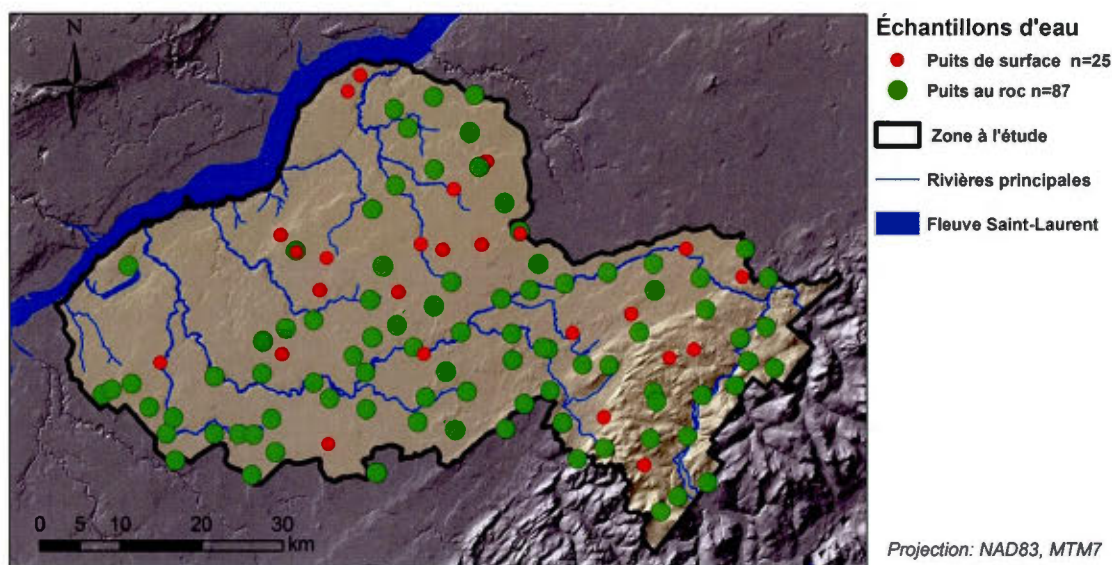 N
Échantillons d'eau
Puits de surface n=25
Puits au roc n=87
Zone à l'étude
Rivières principales
Fleuve Saint-Laurent
0 5 10 20 30
km
Projection: NAD83, MTM7